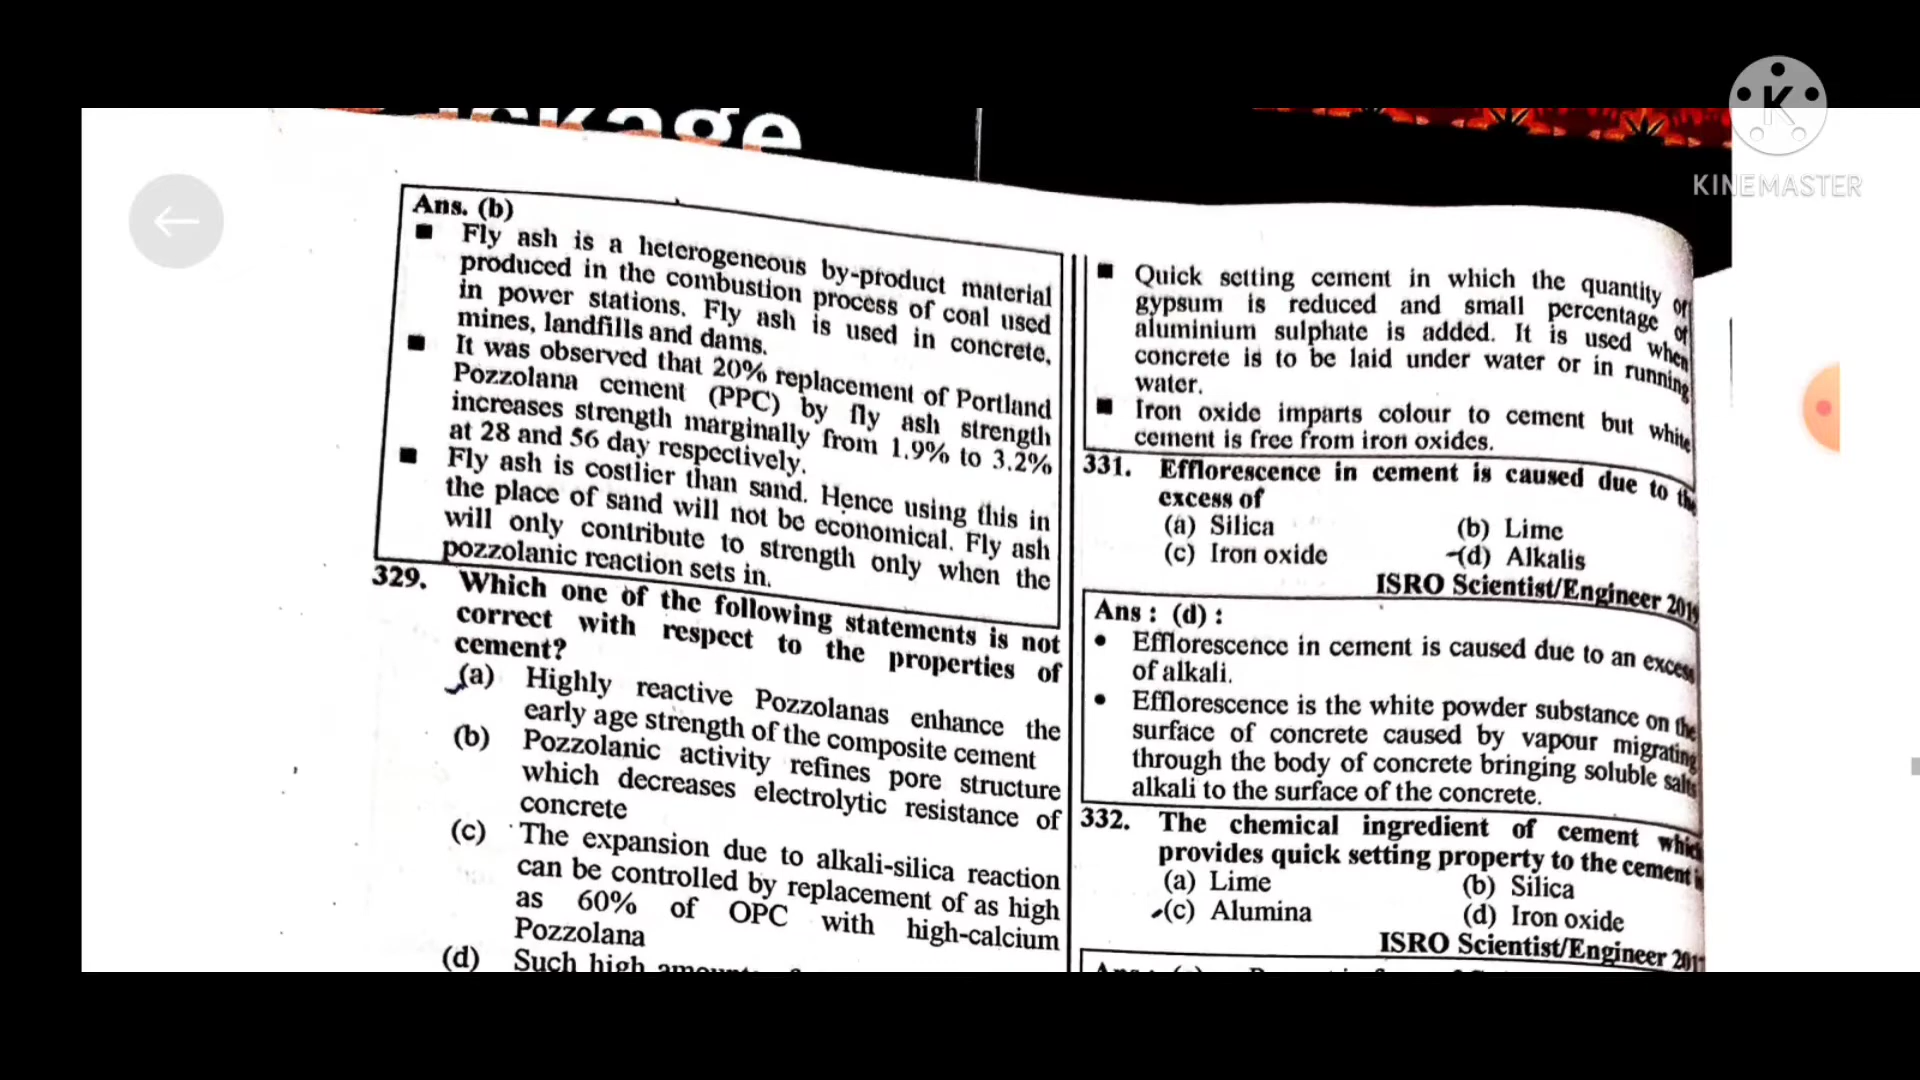 KINEMASTER
Ans. (b)
■ Fly ash is a heterogeneous by-product material
produced in the combustion process of coal used
in power stations. Fly ash is used in concrete,
mines, landfills and dams.
■ It was observed that 20% replacement of Portland
Pozzolana cement (PPC) by fly ash strength
increases strength marginally from 1.9% to 3.2%
at 28 and 56 day respectively.
■ Fly ash is costlier than sand. Hence using this in
the place of sand will not be economical. Fly ash
will only contribute to strength only when the
pozzolanic reaction sets in.
329. Which one of the following statements is not
correct with respect to the properties of
cement?
(a) Highly reactive Pozzolanas enhance the
early age strength of the composite cement
(b) Pozzolanic activity refines pore structure
which decreases electrolytic resistance of
concrete
(c) The expansion due to alkali-silica reaction
can be controlled by replacement of as high
as 60% of OPC with high-calcium
Pozzolana
(d) Such high
■ Quick setting cement in which the quantity of
gypsum is reduced and small percentage of
aluminium sulphate is added. It is used when
concrete is to be laid under water or in running
water.
■ Iron oxide imparts colour to cement but white
cement is free from iron oxides.
331. Efflorescence in cement is caused due to the
excess of
(a) Silica (b) Lime
(c) Iron oxide (d) Alkalis
ISRO Scientist/Engineer
Ans : (d) :
• Efflorescence in cement is caused due to an excess
of alkali.
• Efflorescence is the white powder substance on the
surface of concrete caused by vapour migrating
through the body of concrete bringing soluble salts
alkali to the surface of the concrete.
332. The chemical ingredient of cement which
provides quick setting property to the cement
(a) Lime (b) Silica
(c) Alumina (d) Iron oxide
ISRO Scientist/Engineer